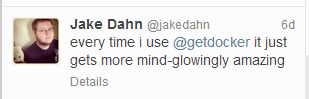 Jake Dahn @jakedahn 6d
every time i use @getdocker it just
gets more mind-glowingly amazing
Details